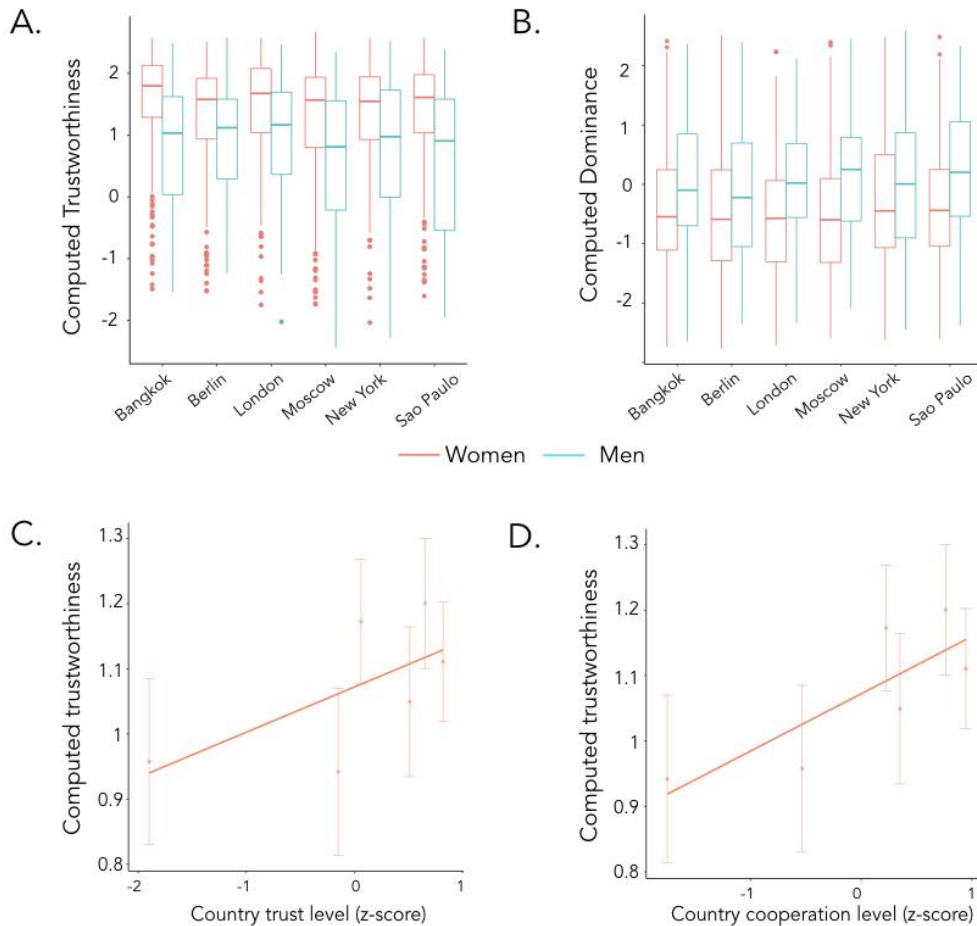 A.
Computed Trustworthiness
2
1
0
-1
-2
Bangkok
Berlin
London
Moscow
New York
Sao Paulo
B.
Computed Dominance
2
1
0
-1
-2
Bangkok
Berlin
London
Moscow
New York
Sao Paulo
Women Men
C.
Computed trustworthiness
1.3
1.2
1.1
1
0.9
0.8
-2 0 1
Country trust level (z-score)
D.
Computed trustworthiness
1.3
1.2
1.1
1
0.9
0.8
-1 0 1
Country cooperation level (z-score)